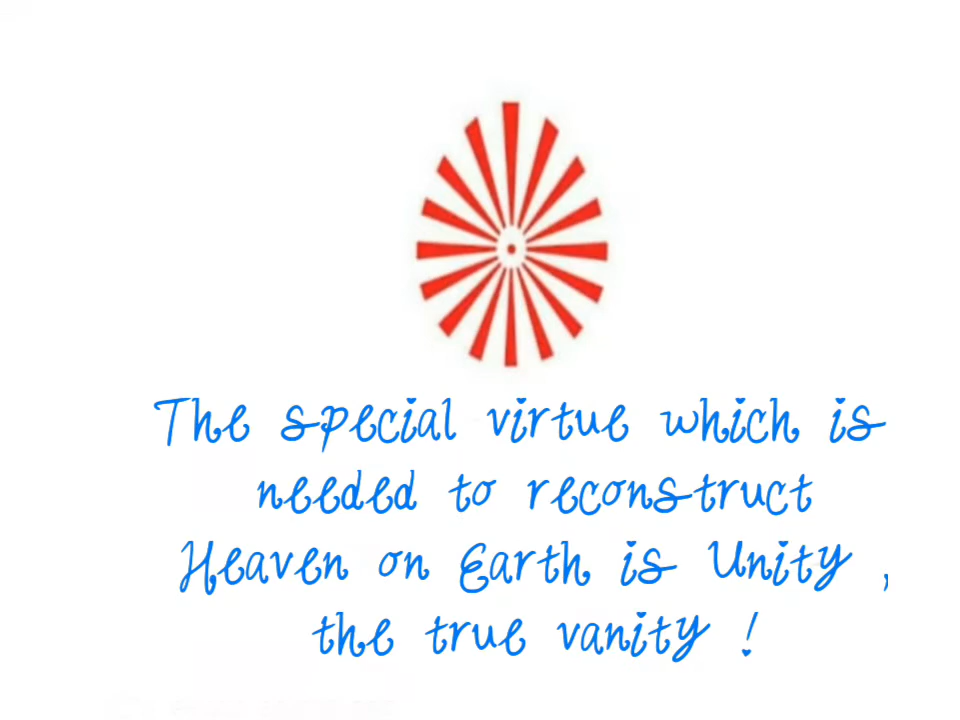 The special virtue which is
needed to reconstruct
Heaven on Earth is Unity ,
the true vanity !